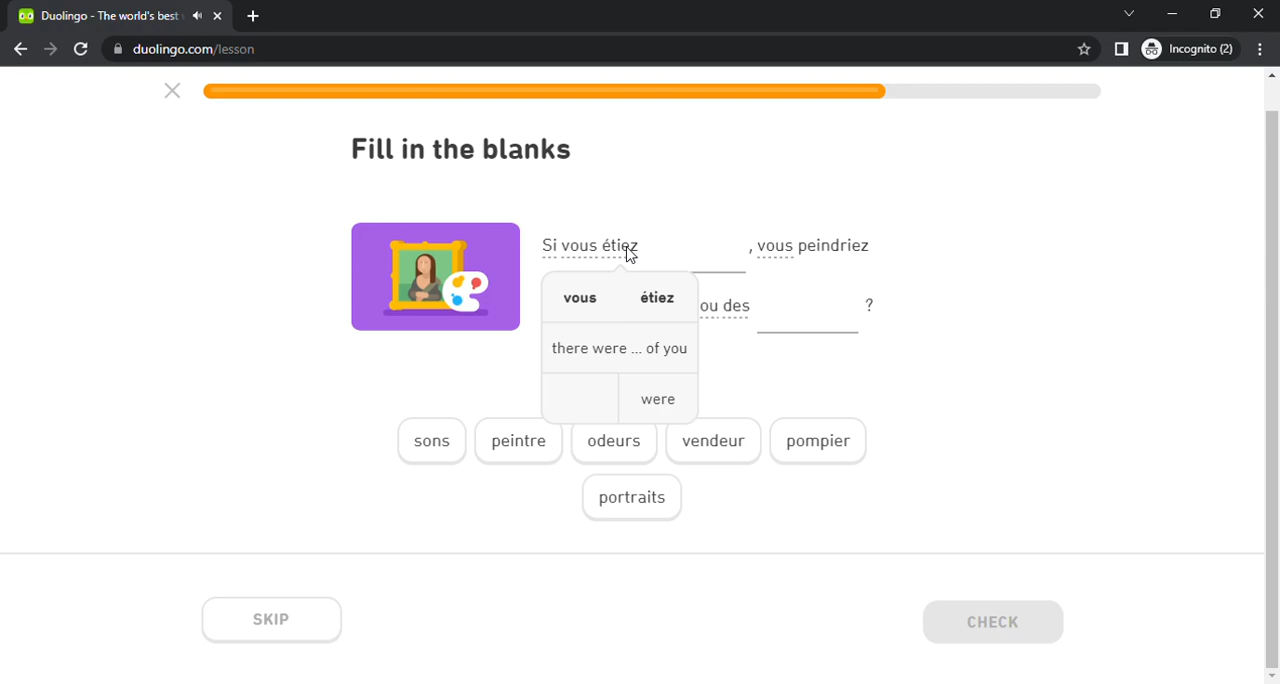 Duolingo - The world's best
duolingo.com/lesson
Incognito (2)
Fill in the blanks
Si vous étiez , vous peindriez
ou des ?
vous étiez
there were ... of you
were
sons peintre odeurs vendeur pompier
portraits
SKIP CHECK